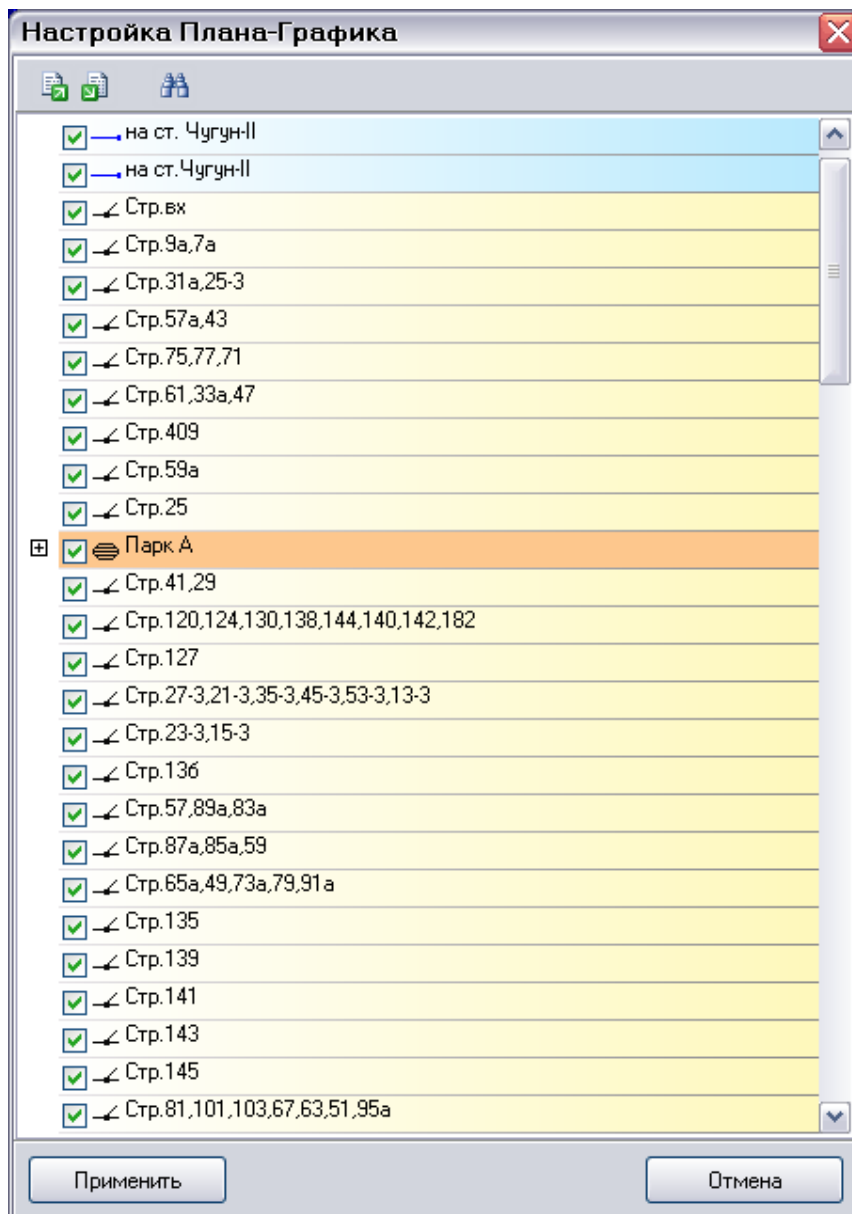 Настройка Плана-Графика
на ст. Чугун-II
на ст.Чугун-II
Стр.вх
Стр.9а,7а
Стр.31а,25-3
Стр.57а,43
Стр.75,77,71
Стр.61,33а,47
Стр.409
Стр.59а
Стр.25
Парк А
Стр.41,29
Стр.120,124,130,138,144,140,142,182
Стр.127
Стр.27-3,21-3,35-3,45-3,53-3,13-3
Стр.23-3,15-3
Стр.136
Стр.57,89а,83а
Стр.87а,85а,59
Стр.65а,49,73а,79,91а
Стр.135
Стр.139
Стр.141
Стр.143
Стр.145
Стр.81,101,103,67,63,51,95а
Применить
Отмена